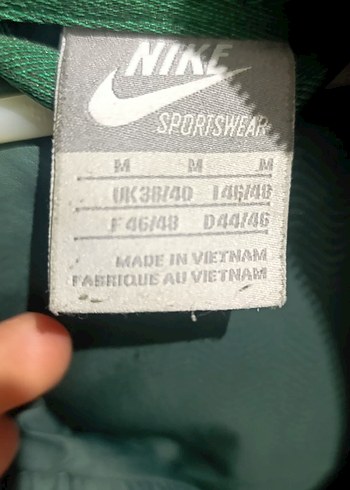 NIKE
SPORTSWEAR
M M M
UK38/40 I46/48
F46/48 D44/46
MADE IN VIETNAM
FABRIQUE AU VIETNAM